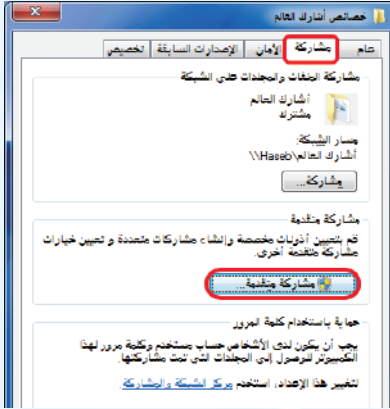 خصائص أشارك العالم
عام
مشاركة
الأمان
الإصدارات السابقة
تخصيص
مشاركة الملفات والمجلدات على الشبكة
أشارك العالم
مشترك
مسار الشبكة:
\\Haseb\أشارك العالم
مشاركة...
مشاركة متقدمة
قم بتعيين أذونات مخصصة وإنشاء مشاركات متعددة و تعيين خيارات
مشاركة متقدمة أخرى.
مشاركة متقدمة...
حماية باستخدام كلمة المرور
يجب أن يكون لدى الأشخاص حساب مستخدم وكلمة مرور لهذا
الكمبيوتر للوصول إلى المجلدات التي تمت مشاركتها.
لتغيير هذا الإعداد، استخدم مركز الشبكة والمشاركة.